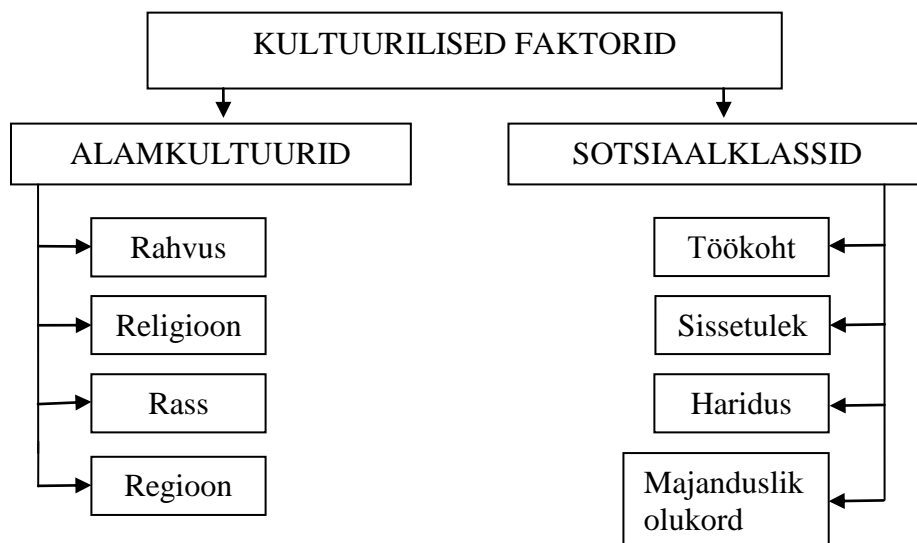 KULTUURILISED FAKTORID
ALAMKULTUURID
SOTSIAALKLASSID
Rahvus
Religioon
Rass
Regioon
Töökoht
Sissetulek
Haridus
Majanduslik
olukord